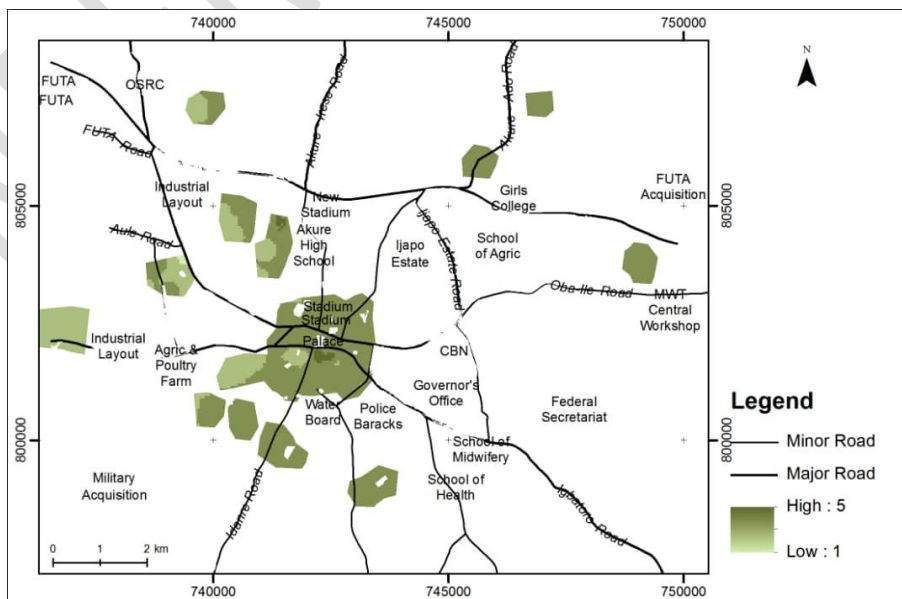 740000
745000
750000
N
FUTA
FUTA
OSRC
FUTA Road
Akure - Ilese Road
Akure - Ado Road
805000
805000
Industrial
Layout
New
Stadium
Girls
College
FUTA
Acquisition
Aule Road
Akure
High
School
Ijapo
Estate
Ijapo Estate Road
School
of Agric
Oba-Ile Road
MWT
Central
Workshop
Stadium
Stadium
Palace
Industrial
Layout
Agric &
Poultry
Farm
CBN
Governor's
Office
Federal
Secretariat
Water
Board
Police
Baracks
800000
800000
School of
Midwifery
School of
Health
Military
Acquisition
Idanre Road
Igbatoro Road
0 1 2 km
740000
745000
750000
Legend
Minor Road
Major Road
High : 5
Low : 1